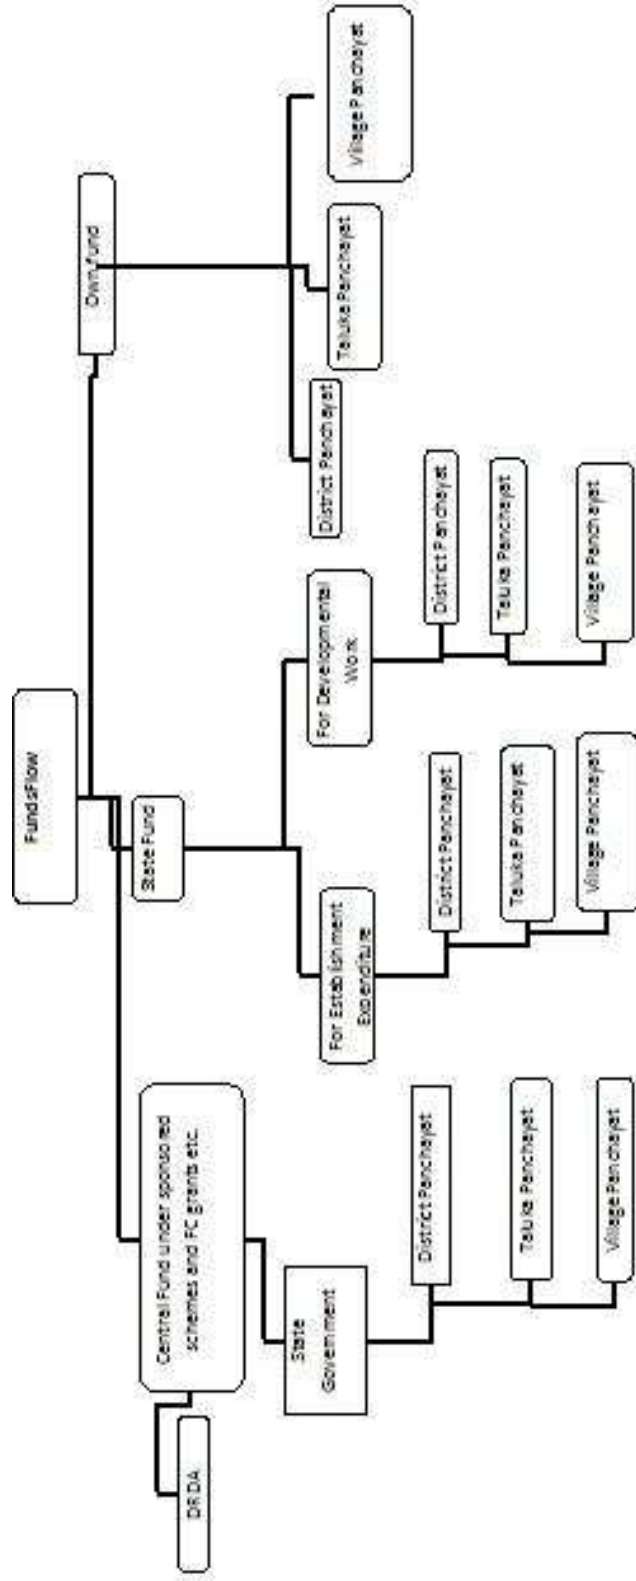 FundsFlow
Own fund
State Fund
Central Fund under sponsored
schemes and FC grants etc.
DRDA
State
Government
District Panchayat
Taluka Panchayat
Village Panchayat
For Establishment
Expenditure
District Panchayat
Taluka Panchayat
Village Panchayat
For Developmental
Work
District Panchayat
Taluka Panchayat
Village Panchayat
District Panchayat
Taluka Panchayat
Village Panchayat